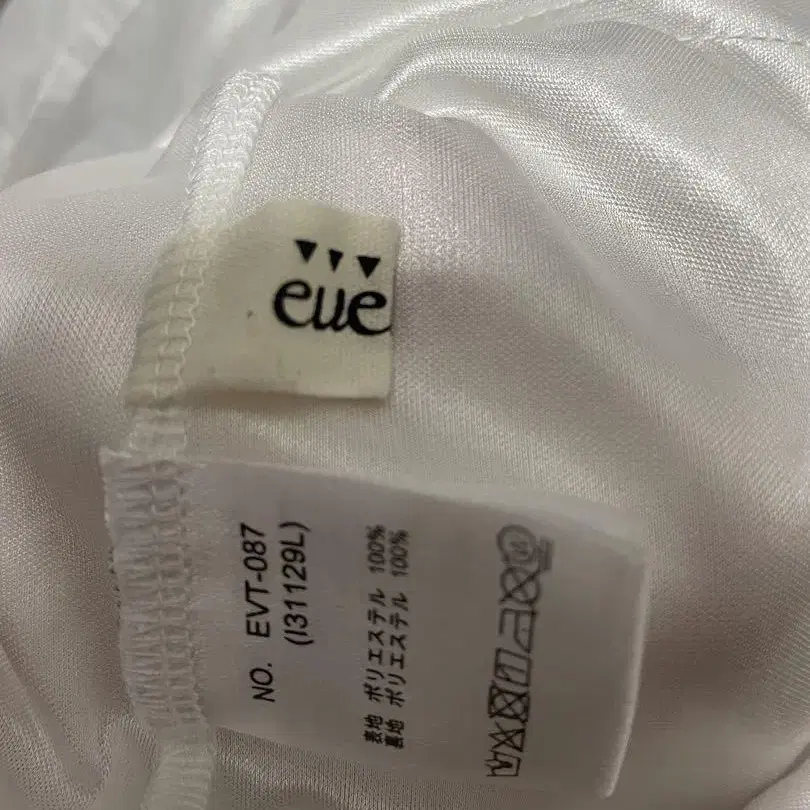 eue
NO. EVT-087
(I31129L)
表地 ポリエステル 100%
裏地 ポリエステル 100%